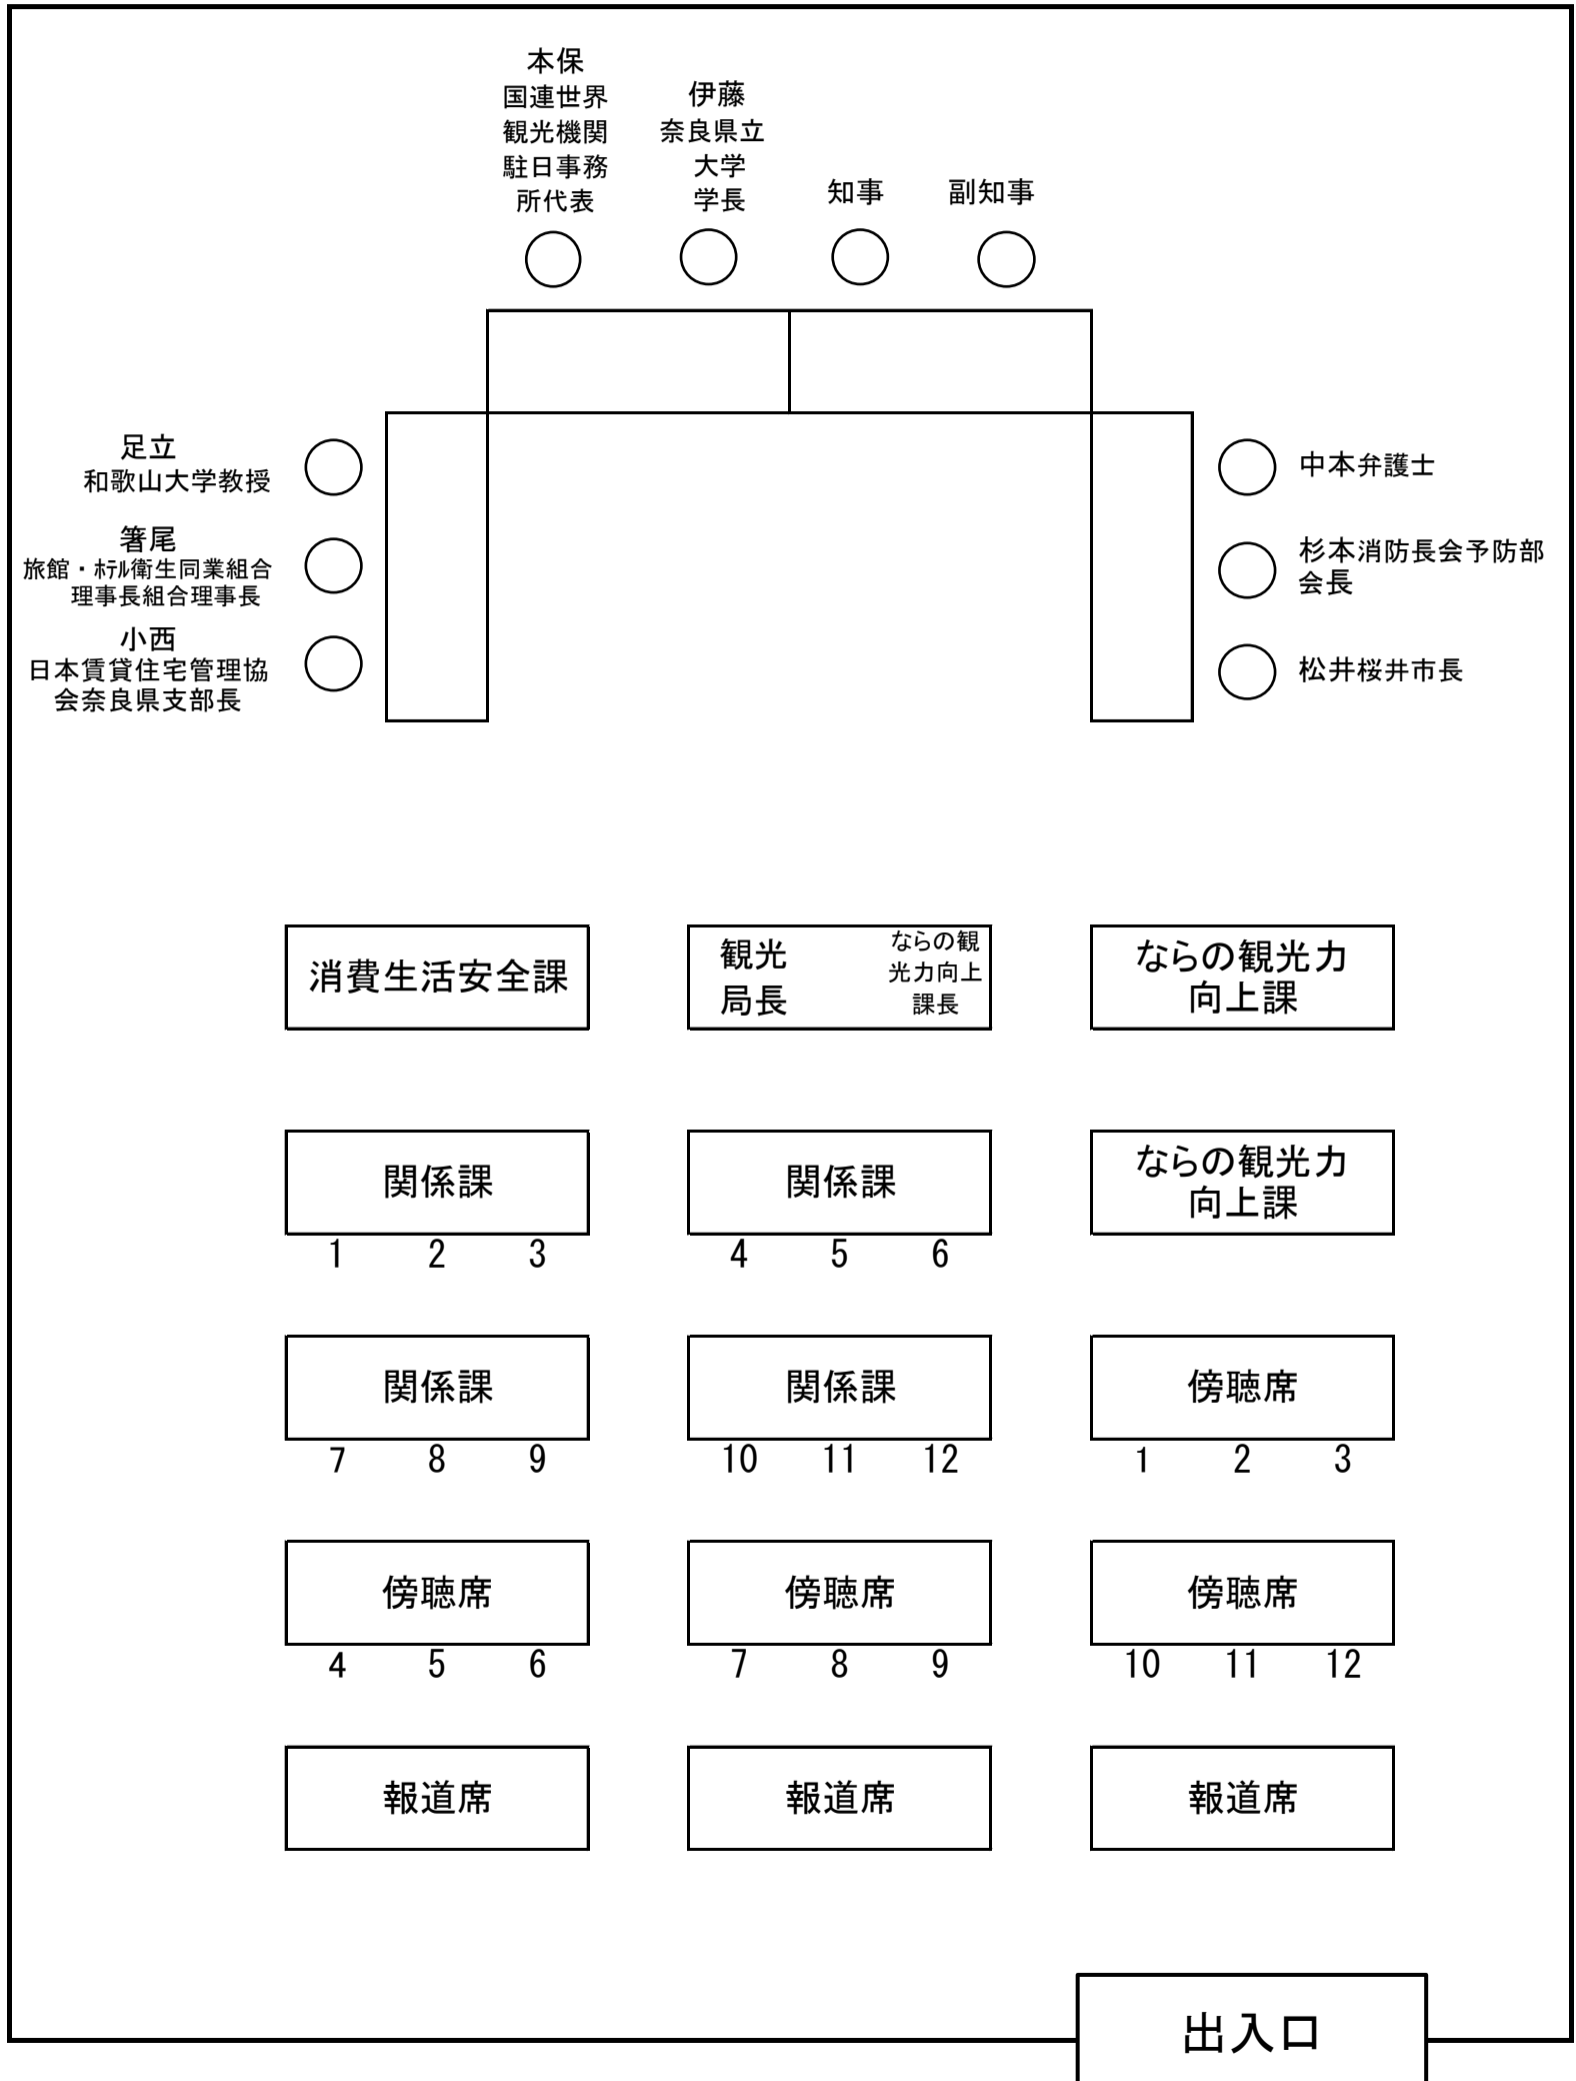 本保
国連世界
観光機関
駐日事務
所代表
伊藤
奈良県立
大学
学長
知事
副知事
足立
和歌山大学教授
箸尾
旅館・ﾎﾃﾙ衛生同業組合
理事長組合理事長
小西
日本賃貸住宅管理協
会奈良県支部長
中本弁護士
杉本消防長会予防部
会長
松井桜井市長
消費生活安全課
観光
局長
ならの観
光力向上
課長
ならの観光力
向上課
関係課
1 2 3
関係課
4 5 6
ならの観光力
向上課
関係課
7 8 9
関係課
10 11 12
傍聴席
1 2 3
傍聴席
4 5 6
傍聴席
7 8 9
傍聴席
10 11 12
報道席
報道席
報道席
出入口